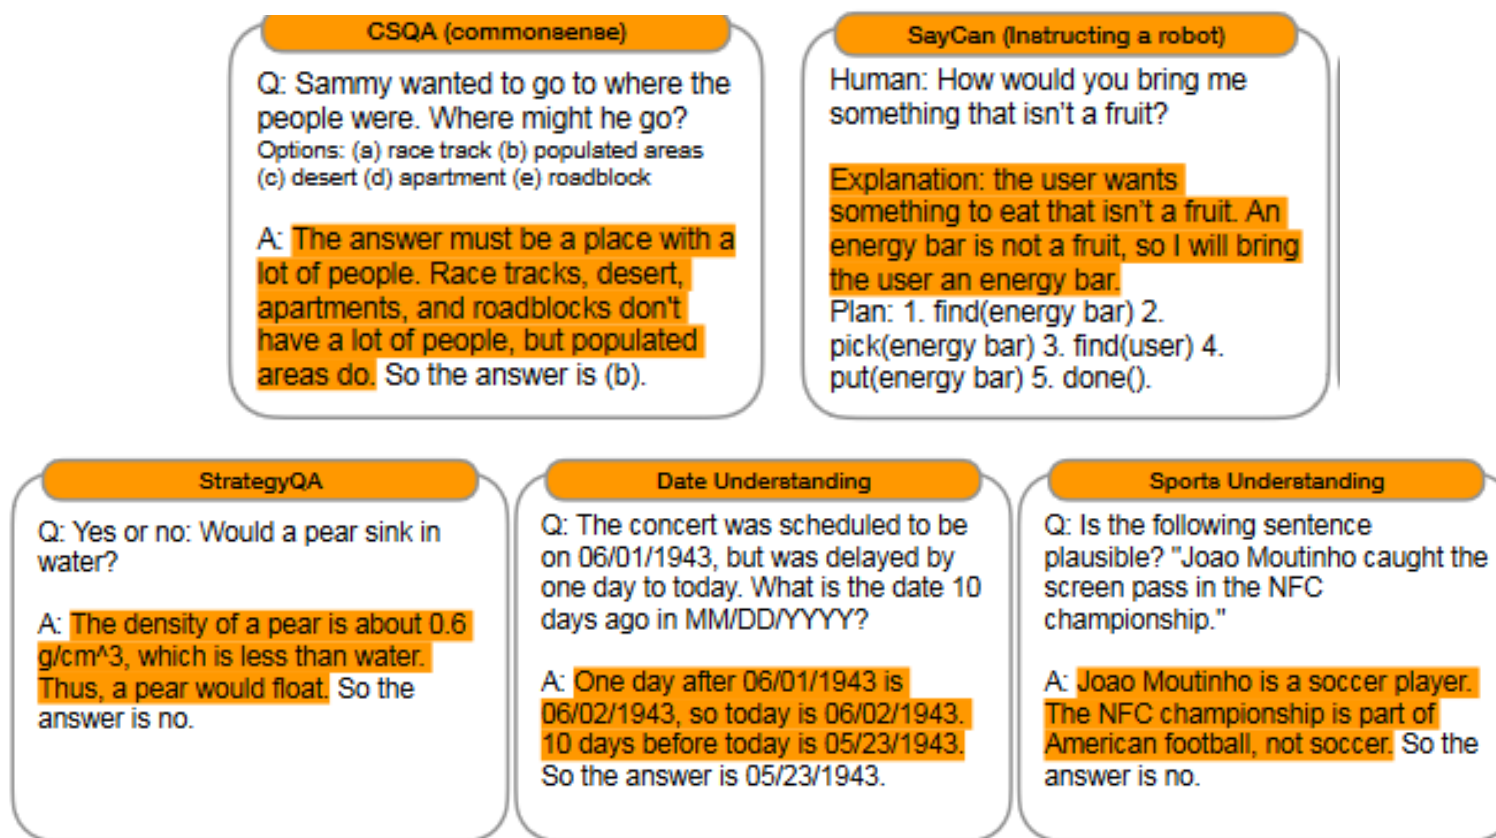 CSQA (commonsense)
Q: Sammy wanted to go to where the
people were. Where might he go?
Options: (a) race track (b) populated areas
(c) desert (d) apartment (e) roadblock
A: The answer must be a place with a
lot of people. Race tracks, desert,
apartments, and roadblocks don't
have a lot of people, but populated
areas do. So the answer is (b).
SayCan (Instructing a robot)
Human: How would you bring me
something that isn't a fruit?
Explanation: the user wants
something to eat that isn't a fruit. An
energy bar is not a fruit, so I will bring
the user an energy bar.
Plan: 1. find(energy bar) 2.
pick(energy bar) 3. find(user) 4.
put(energy bar) 5. done().
StrategyQA
Q: Yes or no: Would a pear sink in
water?
A: The density of a pear is about 0.6
g/cm^3, which is less than water.
Thus, a pear would float. So the
answer is no.
Date Understanding
Q: The concert was scheduled to be
on 06/01/1943, but was delayed by
one day to today. What is the date 10
days ago in MM/DD/YYYY?
A: One day after 06/01/1943 is
06/02/1943, so today is 06/02/1943.
10 days before today is 05/23/1943.
So the answer is 05/23/1943.
Sports Understanding
Q: Is the following sentence
plausible? "Joao Moutinho caught the
screen pass in the NFC
championship."
A: Joao Moutinho is a soccer player.
The NFC championship is part of
American football, not soccer. So the
answer is no.